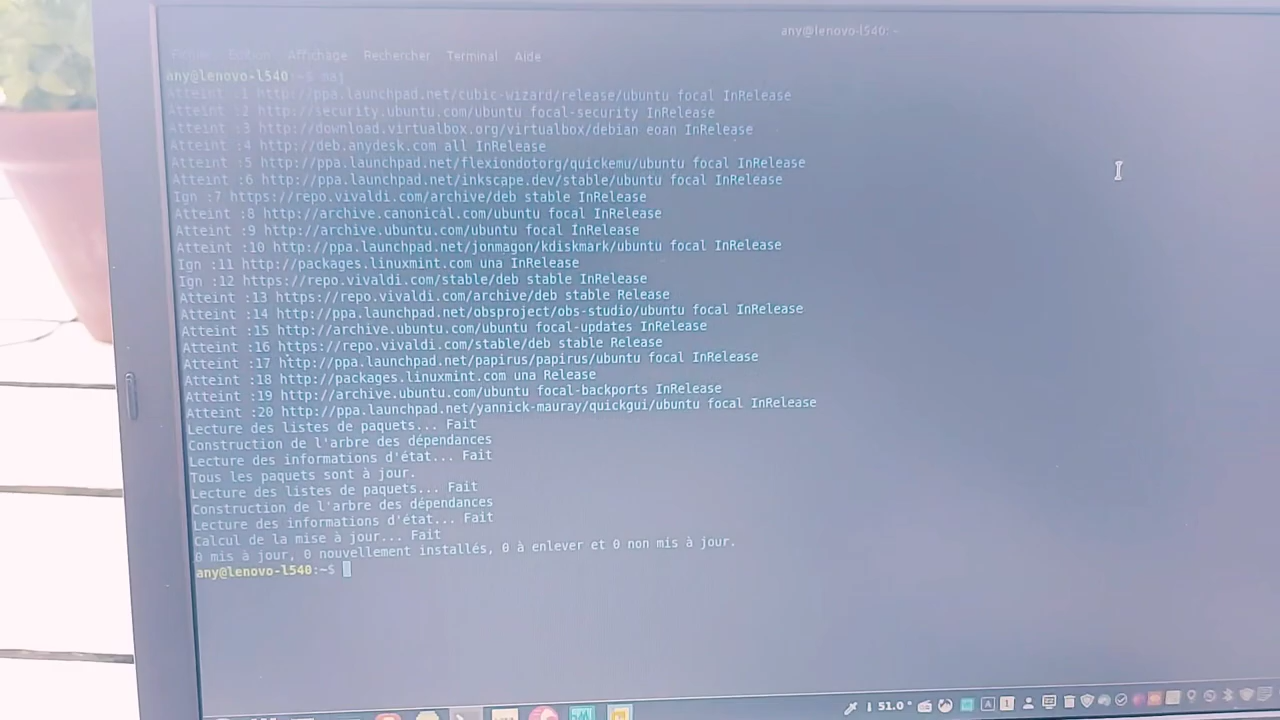 any@lenovo-l540: ~
Fichier Édition Affichage Rechercher Terminal Aide
any@lenovo-l540:~$ maj
Atteint :1 http://ppa.launchpad.net/cubic-wizard/release/ubuntu focal InRelease
Atteint :2 http://security.ubuntu.com/ubuntu focal-security InRelease
Atteint :3 http://download.virtualbox.org/virtualbox/debian eoan InRelease
Atteint :4 http://deb.anydesk.com all InRelease
Atteint :5 http://ppa.launchpad.net/flexiondotorg/quickemu/ubuntu focal InRelease
Atteint :6 http://ppa.launchpad.net/inkscape.dev/stable/ubuntu focal InRelease
Ign :7 https://repo.vivaldi.com/archive/deb stable InRelease
Atteint :8 http://archive.canonical.com/ubuntu focal InRelease
Atteint :9 http://archive.ubuntu.com/ubuntu focal InRelease
Atteint :10 http://ppa.launchpad.net/jonmagon/kdiskmark/ubuntu focal InRelease
Ign :11 http://packages.linuxmint.com una InRelease
Ign :12 https://repo.vivaldi.com/stable/deb stable InRelease
Atteint :13 https://repo.vivaldi.com/archive/deb stable Release
Atteint :14 http://ppa.launchpad.net/obsproject/obs-studio/ubuntu focal InRelease
Atteint :15 http://archive.ubuntu.com/ubuntu focal-updates InRelease
Atteint :16 https://repo.vivaldi.com/stable/deb stable Release
Atteint :17 http://ppa.launchpad.net/papirus/papirus/ubuntu focal InRelease
Atteint :18 http://packages.linuxmint.com una Release
Atteint :19 http://archive.ubuntu.com/ubuntu focal-backports InRelease
Atteint :20 http://ppa.launchpad.net/yannick-mauray/quickgui/ubuntu focal InRelease
Lecture des listes de paquets... Fait
Construction de l'arbre des dépendances
Lecture des informations d'état... Fait
Tous les paquets sont à jour.
Lecture des listes de paquets... Fait
Construction de l'arbre des dépendances
Lecture des informations d'état... Fait
Calcul de la mise à jour... Fait
0 mis à jour, 0 nouvellement installés, 0 à enlever et 0 non mis à jour.
any@lenovo-l540:~$
51.0 °